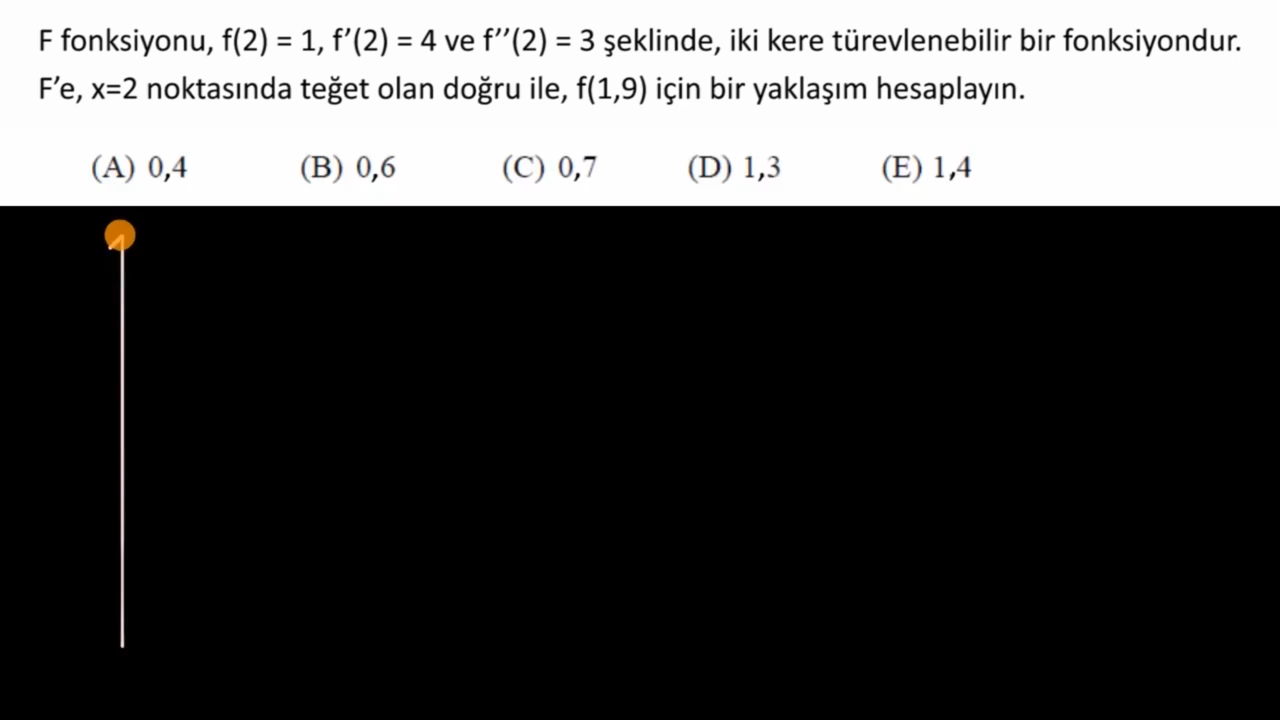 F fonksiyonu, f(2) = 1, f’(2) = 4 ve f’’(2) = 3 şeklinde, iki kere türevlenebilir bir fonksiyondur.
F’e, x=2 noktasında teğet olan doğru ile, f(1,9) için bir yaklaşım hesaplayın.
(A) 0,4 (B) 0,6 (C) 0,7 (D) 1,3 (E) 1,4